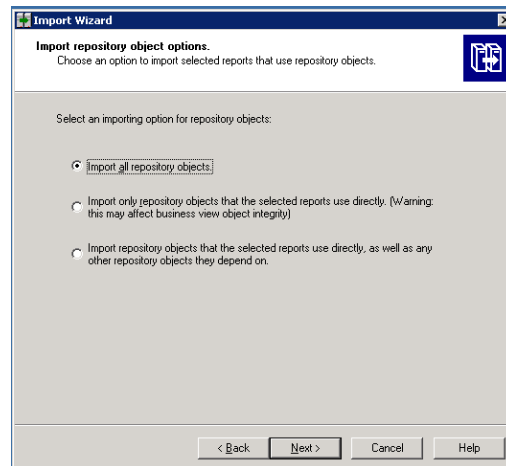 Import Wizard
Import repository object options.
Choose an option to import selected reports that use repository objects.
Select an importing option for repository objects:
Import all repository objects.
Import only repository objects that the selected reports use directly. (Warning:
this may affect business view object integrity)
Import repository objects that the selected reports use directly, as well as any
other repository objects they depend on.
< Back
Next >
Cancel
Help